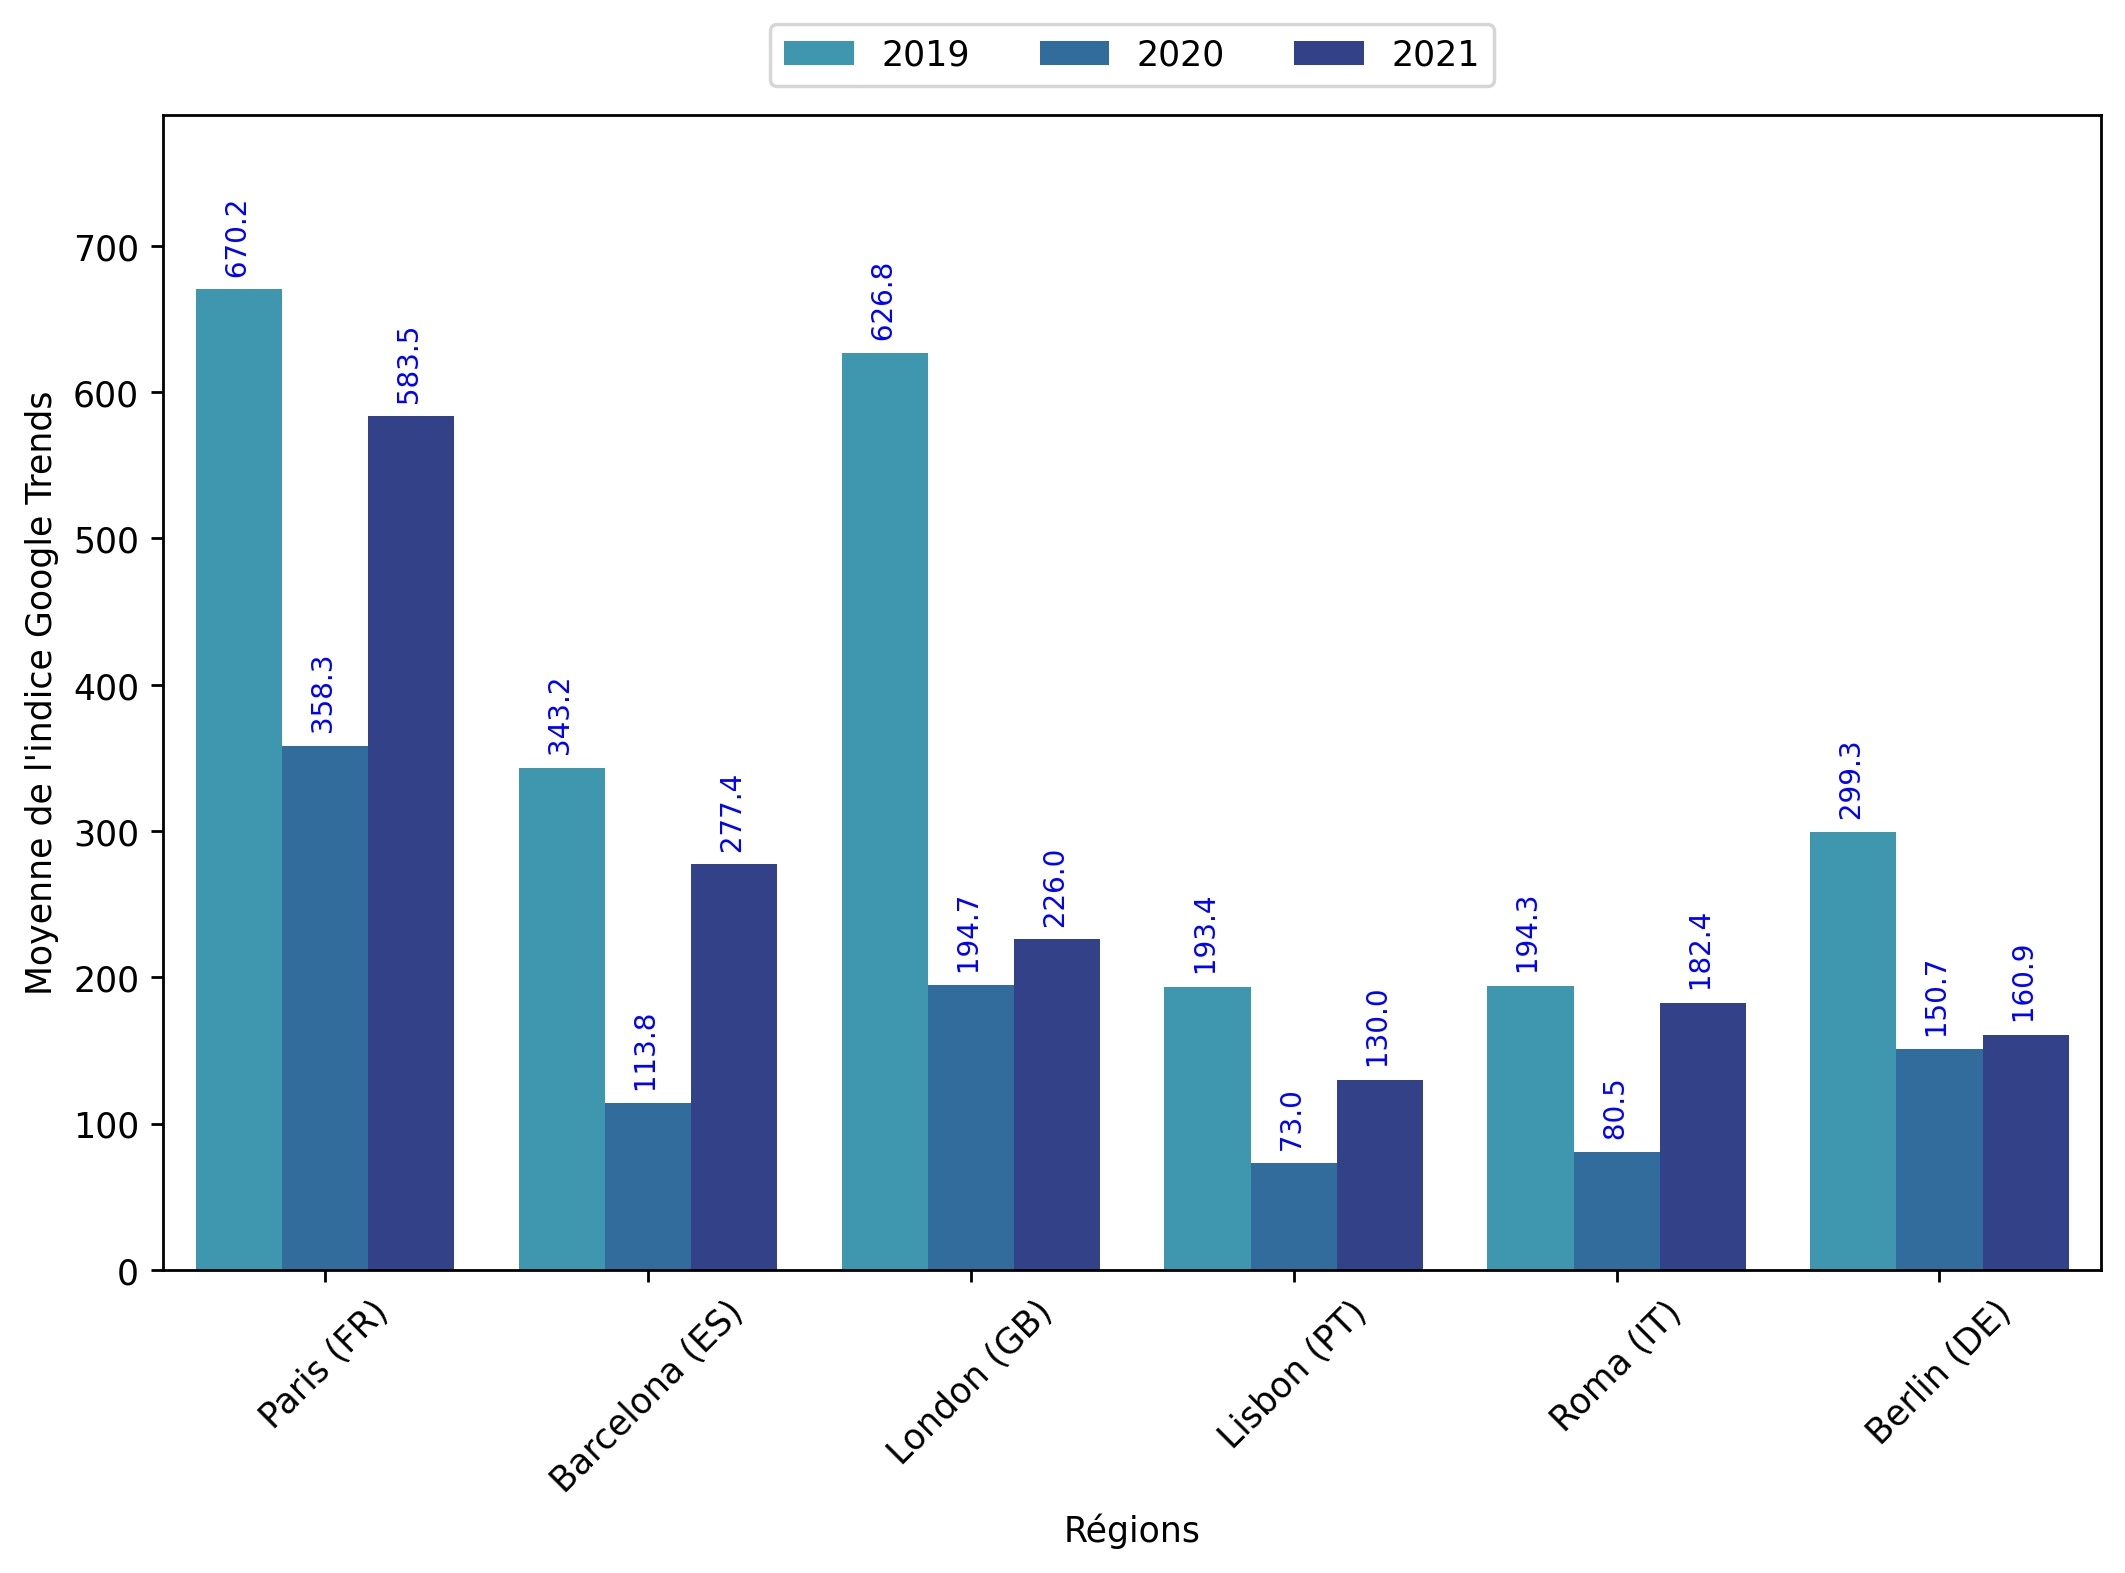 2019 2020 2021
Moyenne de l'indice Google Trends
700
600
500
400
300
200
100
0
670.2
358.3
583.5
343.2
113.8
277.4
626.8
194.7
226.0
193.4
73.0
130.0
194.3
80.5
182.4
299.3
150.7
160.9
Paris (FR)
Barcelona (ES)
London (GB)
Lisbon (PT)
Roma (IT)
Berlin (DE)
Régions